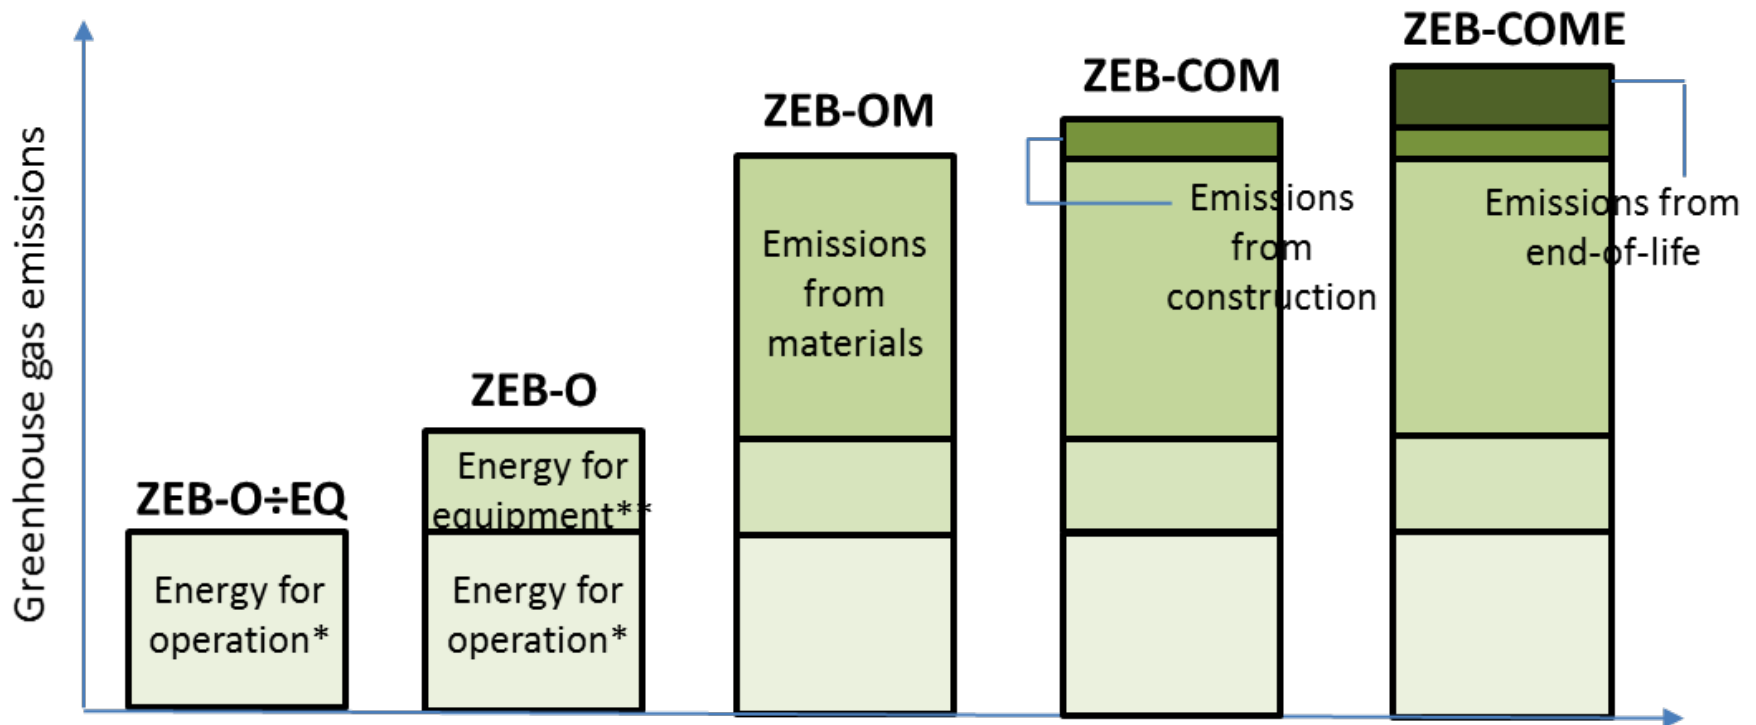 Greenhouse gas emissions
ZEB-O÷EQ
Energy for
operation*
ZEB-O
Energy for
equipment**
Energy for
operation*
ZEB-OM
Emissions
from
materials
ZEB-COM
Emissions
from
construction
ZEB-COME
Emissions from
end-of-life